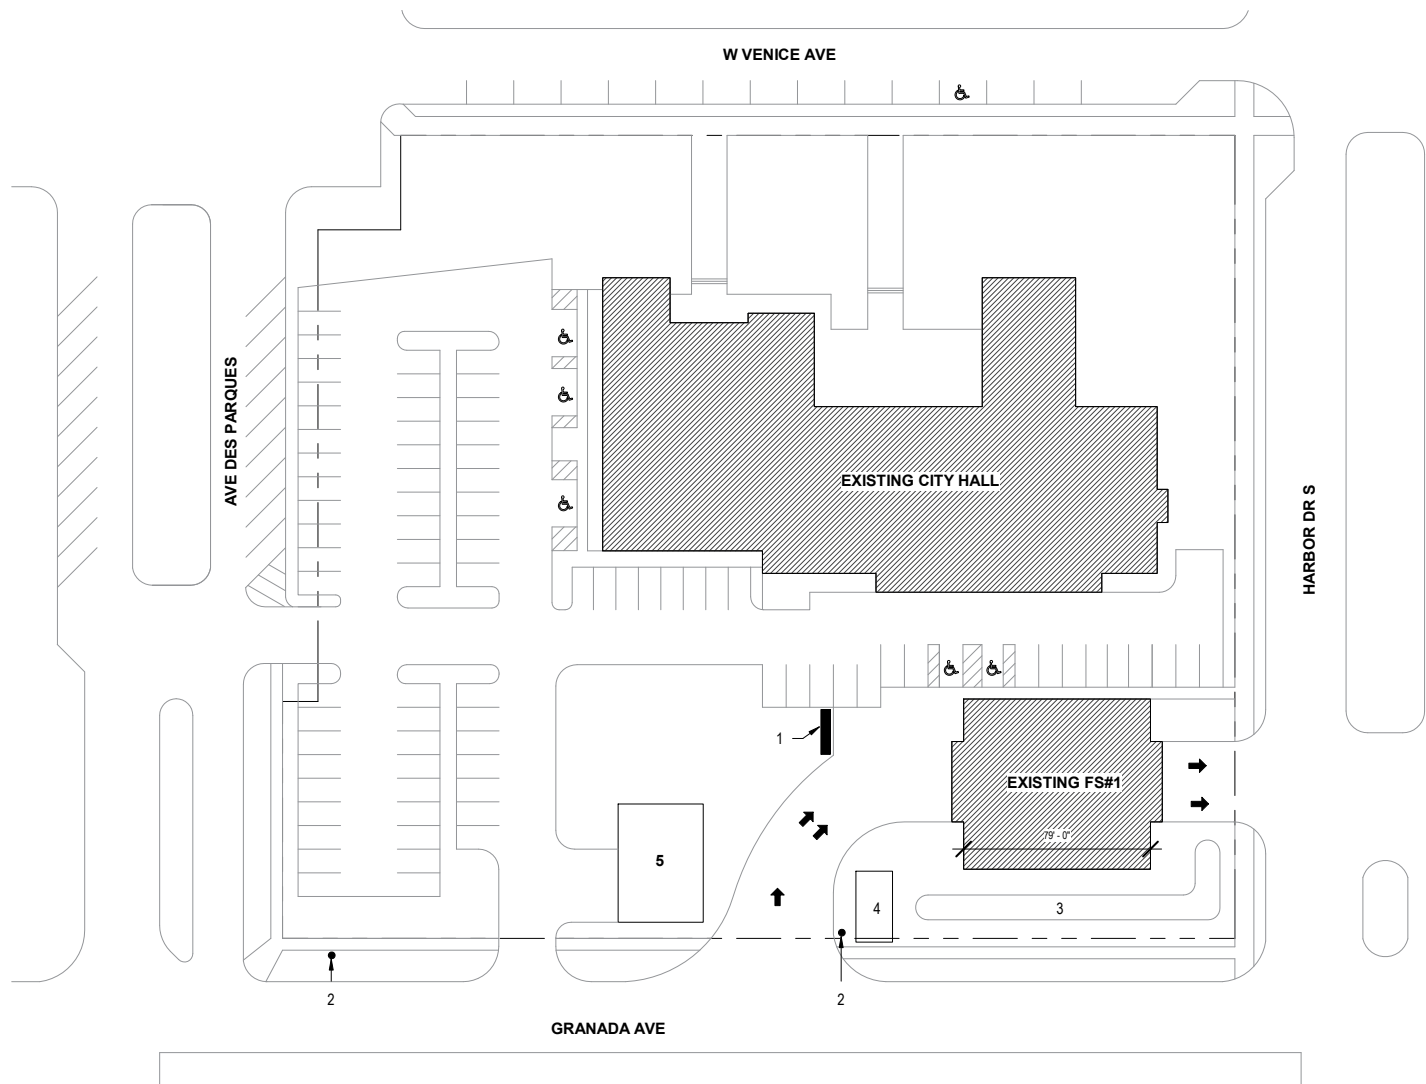 W VENICE AVE
AVE DES PARQUES
EXISTING CITY HALL
HARBOR DR S
1
EXISTING FS#1
79' - 0"
5
4
3
2
2
GRANADA AVE